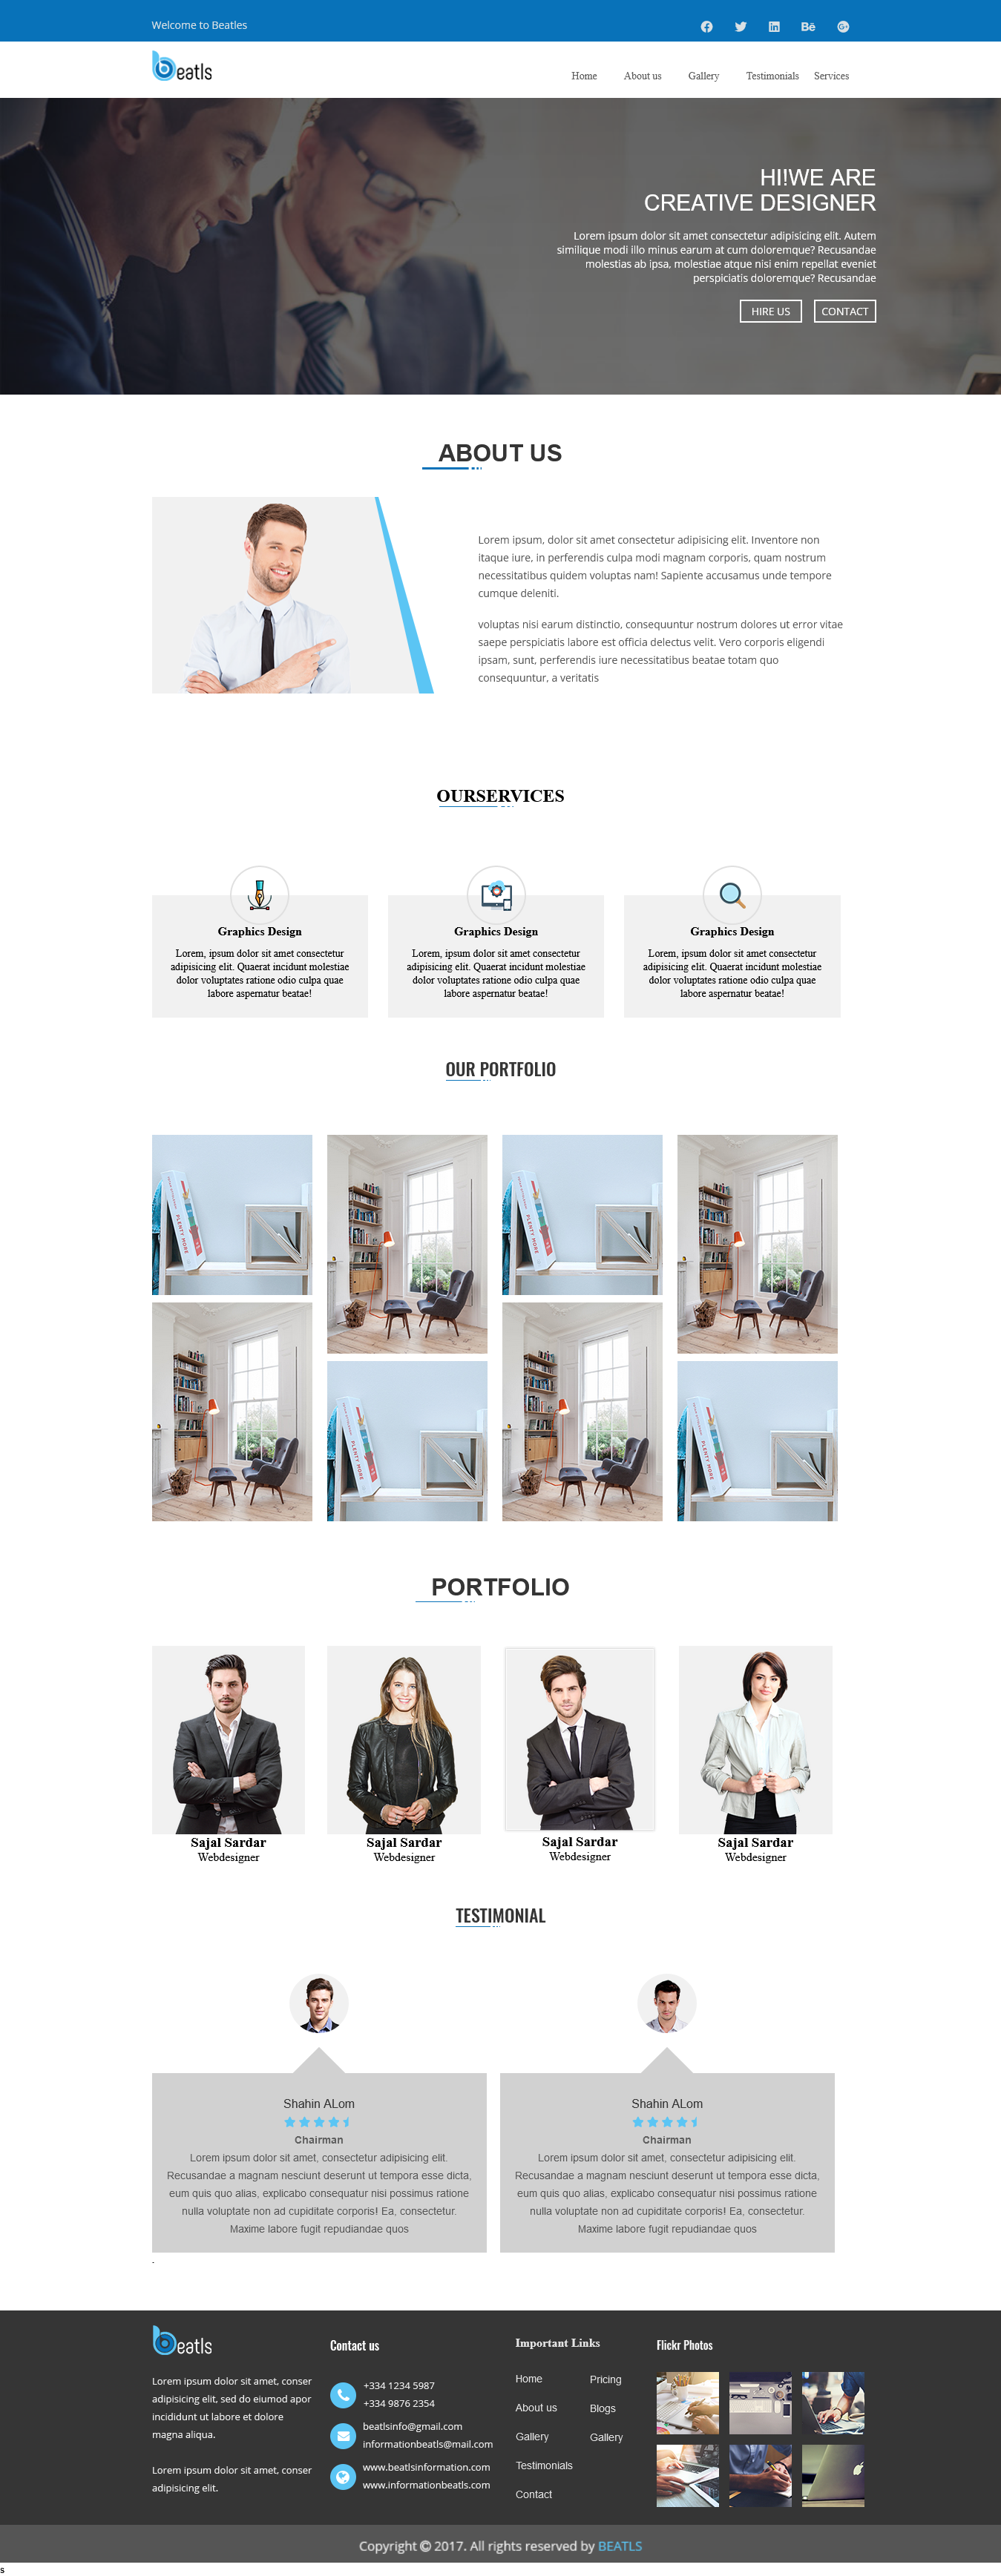 Welcome to Beatles
Bē
G+
beatls
Home About us Gallery Testimonials Services
HI!WE ARE
CREATIVE DESIGNER
Lorem ipsum dolor sit amet consectetur adipisicing elit. Autem
similique modi illo minus earum at cum doloremque? Recusandae
molestias ab ipsa, molestiae atque nisi enim repellat eveniet
perspiciatis doloremque? Recusandae
HIRE US CONTACT
ABOUT US
Lorem ipsum, dolor sit amet consectetur adipisicing elit. Inventore non
itaque iure, in perferendis culpa modi magnam corporis, quam nostrum
necessitatibus quidem voluptas nam! Sapiente accusamus unde tempore
cumque deleniti.
voluptas nisi earum distinctio, consequuntur nostrum dolores ut error vitae
saepe perspiciatis labore est officia delectus velit. Vero corporis eligendi
ipsam, sunt, perferendis iure necessitatibus beatae totam quo
consequuntur, a veritatis
OURSERVICES
Graphics Design
Lorem, ipsum dolor sit amet consectetur
adipisicing elit. Quaerat incidunt molestiae
dolor voluptates ratione odio culpa quae
labore aspernatur beatae!
Graphics Design
Lorem, ipsum dolor sit amet consectetur
adipisicing elit. Quaerat incidunt molestiae
dolor voluptates ratione odio culpa quae
labore aspernatur beatae!
Graphics Design
Lorem, ipsum dolor sit amet consectetur
adipisicing elit. Quaerat incidunt molestiae
dolor voluptates ratione odio culpa quae
labore aspernatur beatae!
OUR PORTFOLIO
PLENTY MORE
PLENTY MORE
PLENTY MORE
PLENTY MORE
PORTFOLIO
Sajal Sardar
Webdesigner
Sajal Sardar
Webdesigner
Sajal Sardar
Webdesigner
Sajal Sardar
Webdesigner
TESTIMONIAL
Shahin ALom
Chairman
Lorem ipsum dolor sit amet, consectetur adipisicing elit.
Recusandae a magnam nesciunt deserunt ut tempora esse dicta,
eum quis quo alias, explicabo consequatur nisi possimus ratione
nulla voluptate non ad cupiditate corporis! Ea, consectetur.
Maxime labore fugit repudiandae quos
Shahin ALom
Chairman
Lorem ipsum dolor sit amet, consectetur adipisicing elit.
Recusandae a magnam nesciunt deserunt ut tempora esse dicta,
eum quis quo alias, explicabo consequatur nisi possimus ratione
nulla voluptate non ad cupiditate corporis! Ea, consectetur.
Maxime labore fugit repudiandae quos
.
beatls
Lorem ipsum dolor sit amet, conser
adipisicing elit, sed do eiumod apor
incididunt ut labore et dolore
magna aliqua.
Lorem ipsum dolor sit amet, conser
adipisicing elit.
Contact us
+334 1234 5987
+334 9876 2354
beatlsinfo@gmail.com
informationbeatls@mail.com
www.beatlsinformation.com
www.informationbeatls.com
Important Links
Home
About us
Gallery
Testimonials
Contact
Pricing
Blogs
Gallery
Flickr Photos
Copyright © 2017. All rights reserved by BEATLS
s